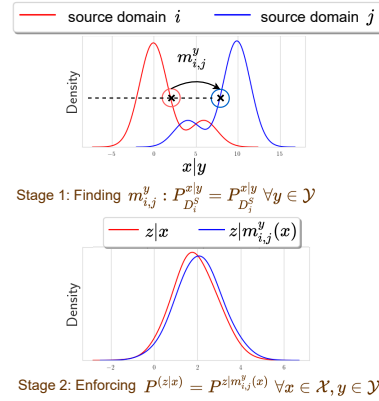 source domain i source domain j
m^y_{i,j}
Density
−5 0 5 10 15
x|y
Stage 1: Finding m^y_{i,j} : P^{x|y}_{D^S_i} = P^{x|y}_{D^S_j} ∀y ∈ 𝒴
z|x z|m^y_{i,j}(x)
Density
−2 0 2 4 6
Stage 2: Enforcing P^{(z|x)} = P^{z|m^y_{i,j}(x)} ∀x ∈ 𝒳, y ∈ 𝒴